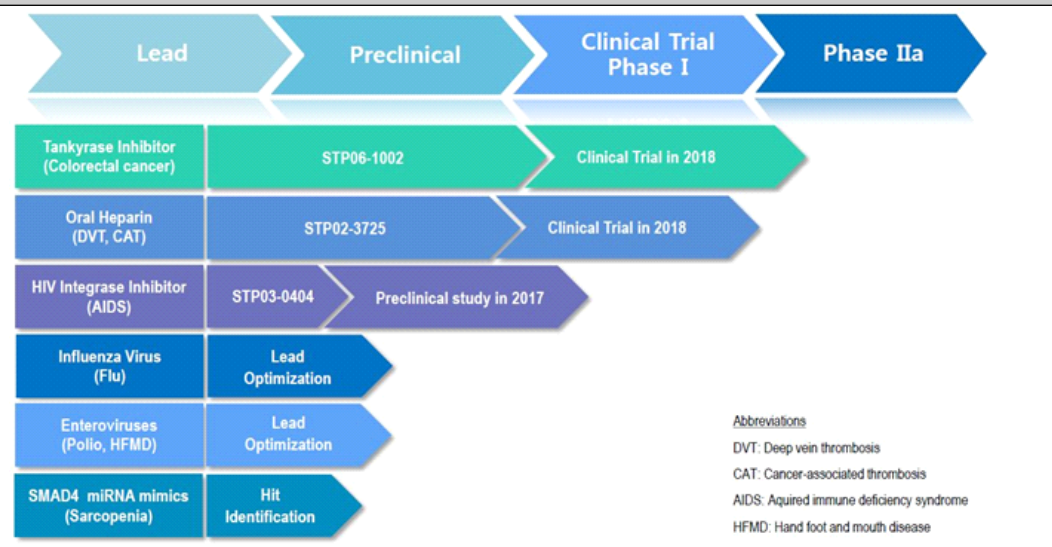 Lead
Preclinical
Clinical Trial
Phase I
Phase IIa
Tankyrase Inhibitor
(Colorectal cancer)
STP06-1002
Clinical Trial in 2018
Oral Heparin
(DVT, CAT)
STP02-3725
Clinical Trial in 2018
HIV Integrase Inhibitor
(AIDS)
STP03-0404
Preclinical study in 2017
Influenza Virus
(Flu)
Lead
Optimization
Enteroviruses
(Polio, HFMD)
Lead
Optimization
SMAD4 miRNA mimics
(Sarcopenia)
Hit
Identification
Abbreviations
DVT: Deep vein thrombosis
CAT: Cancer-associated thrombosis
AIDS: Aquired immune deficiency syndrome
HFMD: Hand foot and mouth disease